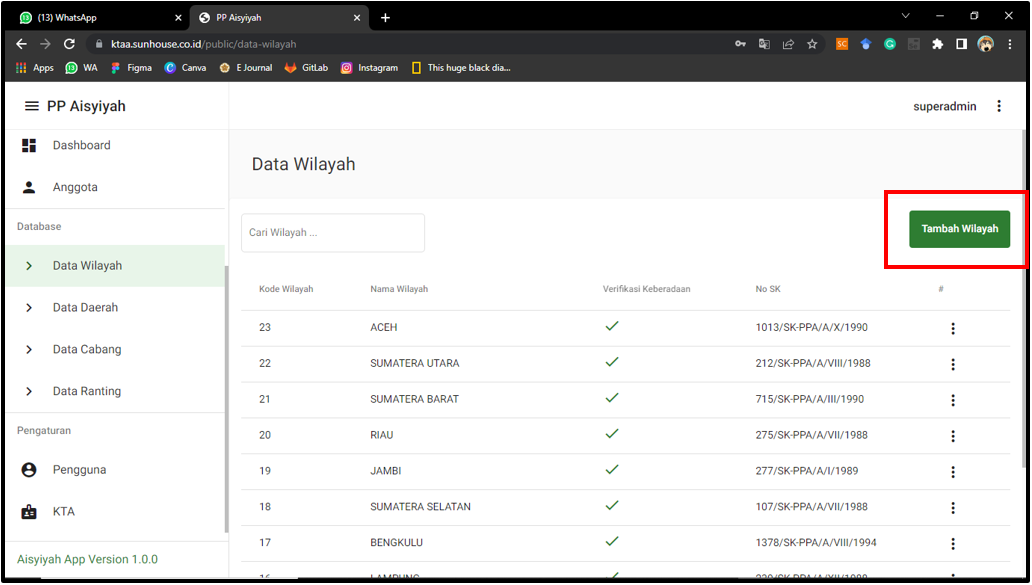 (13) WhatsApp
PP Aisyiyah
ktaa.sunhouse.co.id/public/data-wilayah
Apps WA Figma Canva E Journal GitLab Instagram This huge black dia...
PP Aisyiyah
superadmin
Dashboard
Anggota
Database
Data Wilayah
Data Daerah
Data Cabang
Data Ranting
Pengaturan
Pengguna
KTA
Aisyiyah App Version 1.0.0
Data Wilayah
Cari Wilayah ...
Tambah Wilayah
Kode Wilayah Nama Wilayah Verifikasi Keberadaan No SK #
23 ACEH 1013/SK-PPA/A/X/1990
22 SUMATERA UTARA 212/SK-PPA/A/VIII/1988
21 SUMATERA BARAT 715/SK-PPA/A/III/1990
20 RIAU 275/SK-PPA/A/VII/1988
19 JAMBI 277/SK-PPA/A/I/1989
18 SUMATERA SELATAN 107/SK-PPA/A/VII/1988
17 BENGKULU 1378/SK-PPA/A/VIII/1994
16 LAMPUNG